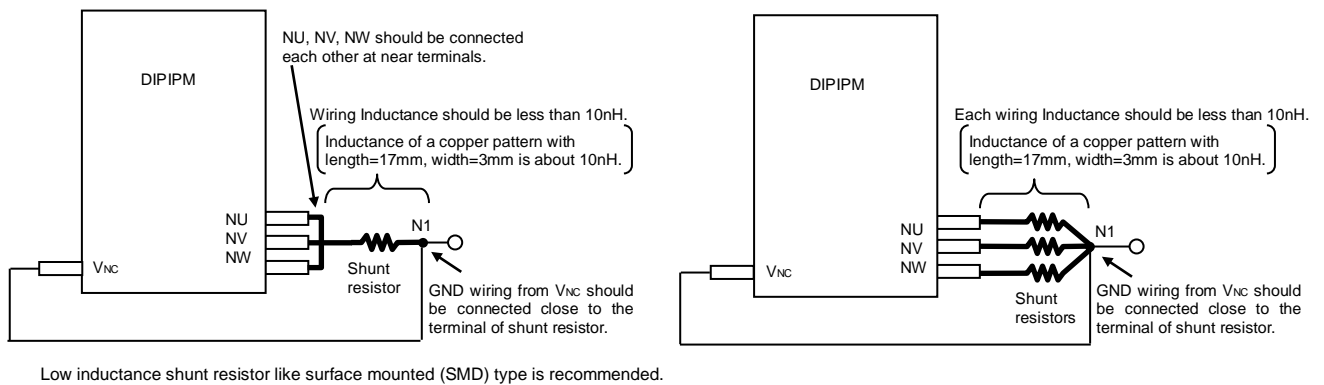 NU, NV, NW should be connected
each other at near terminals.
DIPIPM
Wiring Inductance should be less than 10nH.
Inductance of a copper pattern with
length=17mm, width=3mm is about 10nH.
NU
NV
NW
N1
VNC
Shunt
resistor
GND wiring from VNC should
be connected close to the
terminal of shunt resistor.
DIPIPM
Each wiring Inductance should be less than 10nH.
Inductance of a copper pattern with
length=17mm, width=3mm is about 10nH.
NU
NV
NW
N1
VNC
Shunt
resistors
GND wiring from VNC should
be connected close to the
terminal of shunt resistor.
Low inductance shunt resistor like surface mounted (SMD) type is recommended.